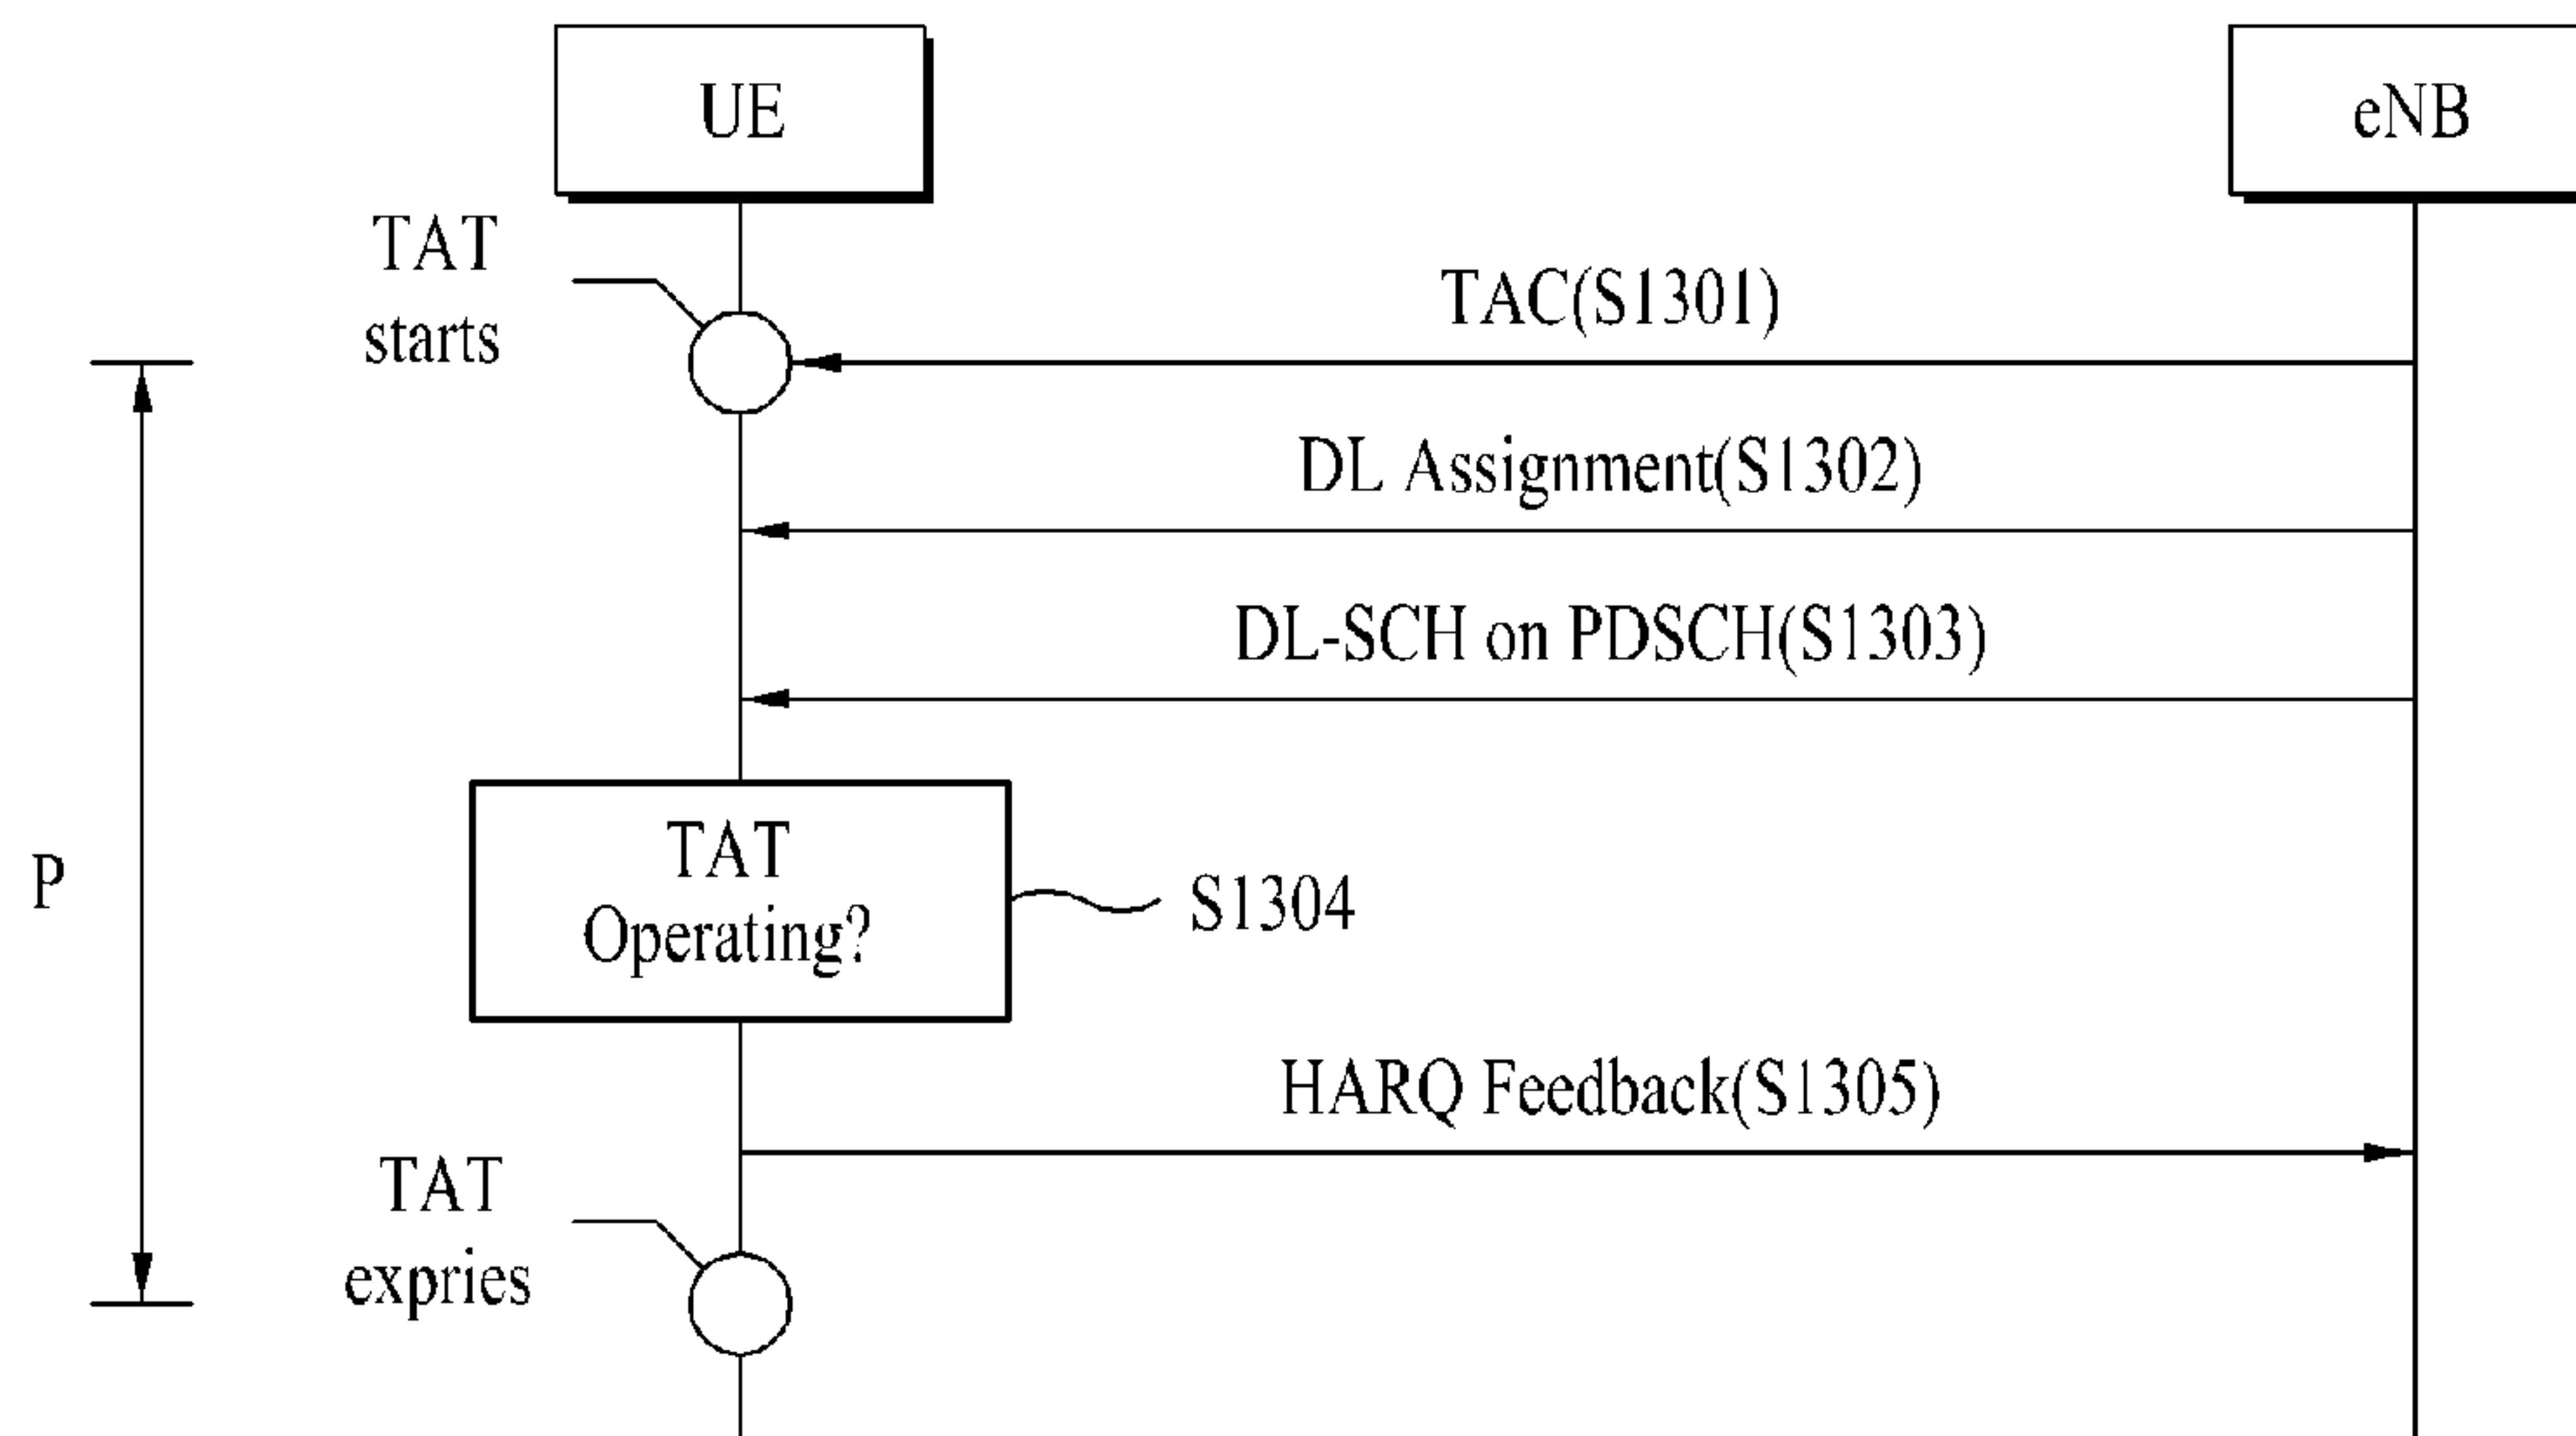 UE
eNB
TAT
starts
TAC(S1301)
DL Assignment(S1302)
DL-SCH on PDSCH(S1303)
P
TAT
Operating?
S1304
HARQ Feedback(S1305)
TAT
expries